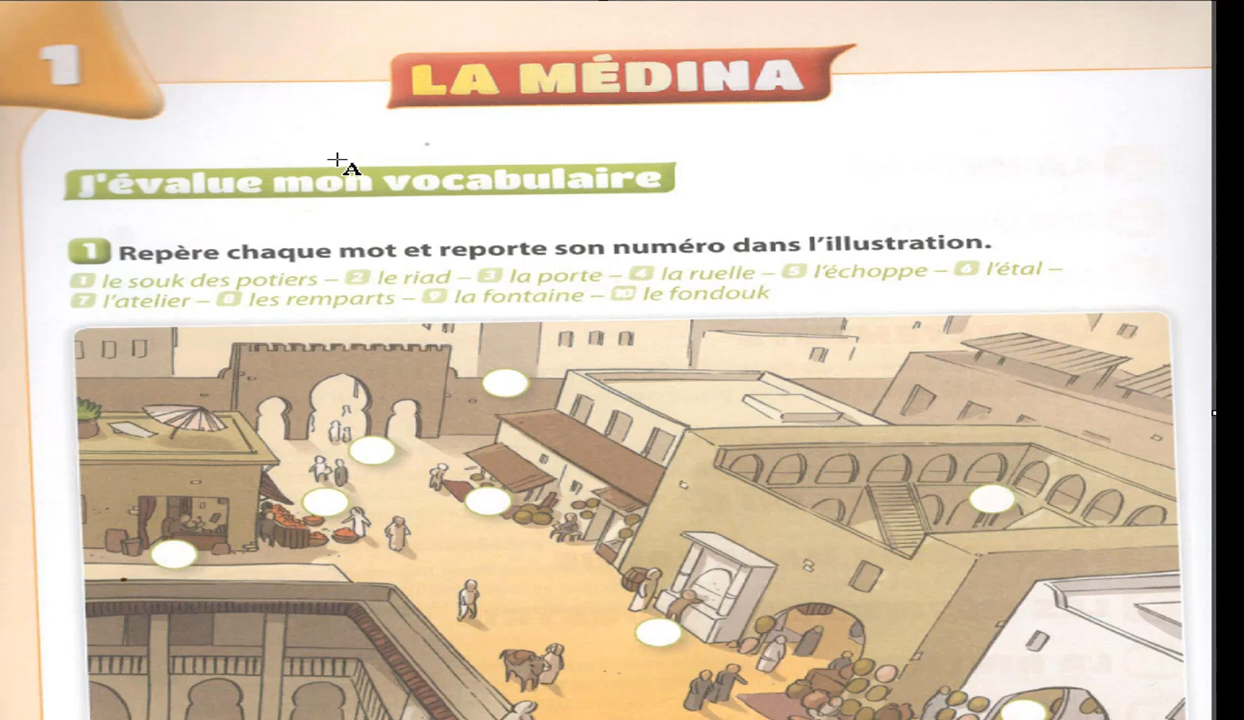 1
LA MÉDINA
J'évalue mon vocabulaire
1 Repère chaque mot et reporte son numéro dans l'illustration.
1 le souk des potiers – 2 le riad – 3 la porte – 4 la ruelle – 5 l'échoppe – 6 l'étal –
7 l'atelier – 8 les remparts – 9 la fontaine – 10 le fondouk